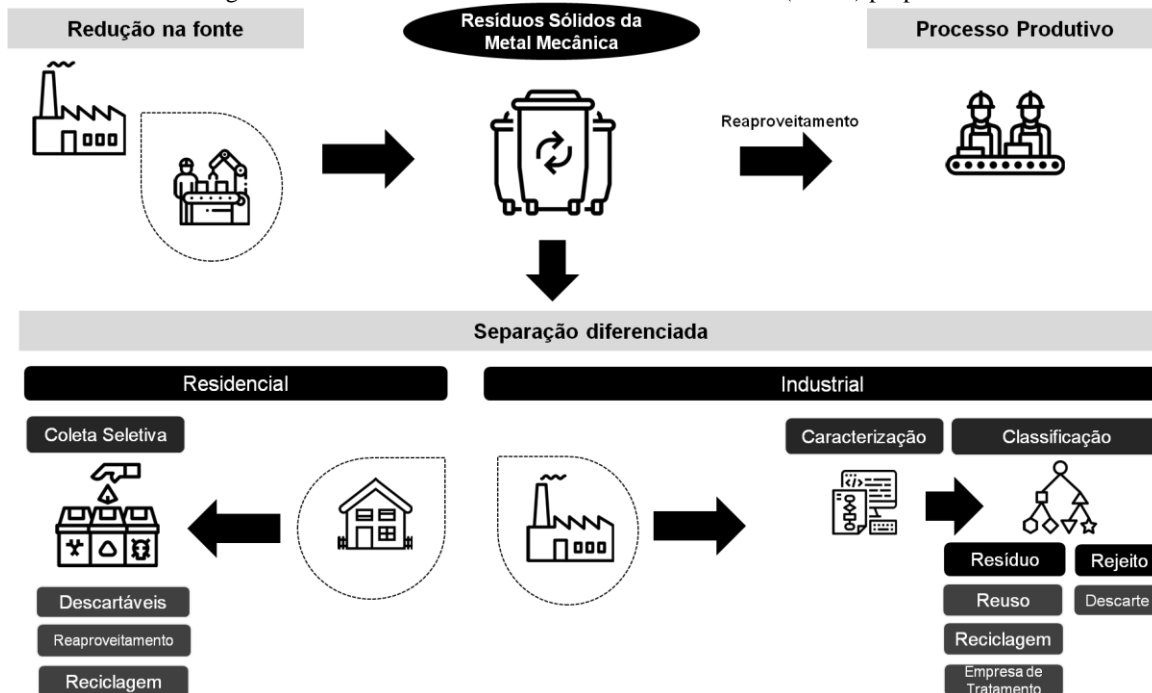 Redução na fonte
Resíduos Sólidos da
Metal Mecânica
Processo Produtivo
Reaproveitamento
Separação diferenciada
Residencial
Industrial
Coleta Seletiva
Caracterização
Classificação
Resíduo
Rejeito
Descartáveis
Reuso
Descarte
Reaproveitamento
Reciclagem
Reciclagem
Empresa de
Tratamento